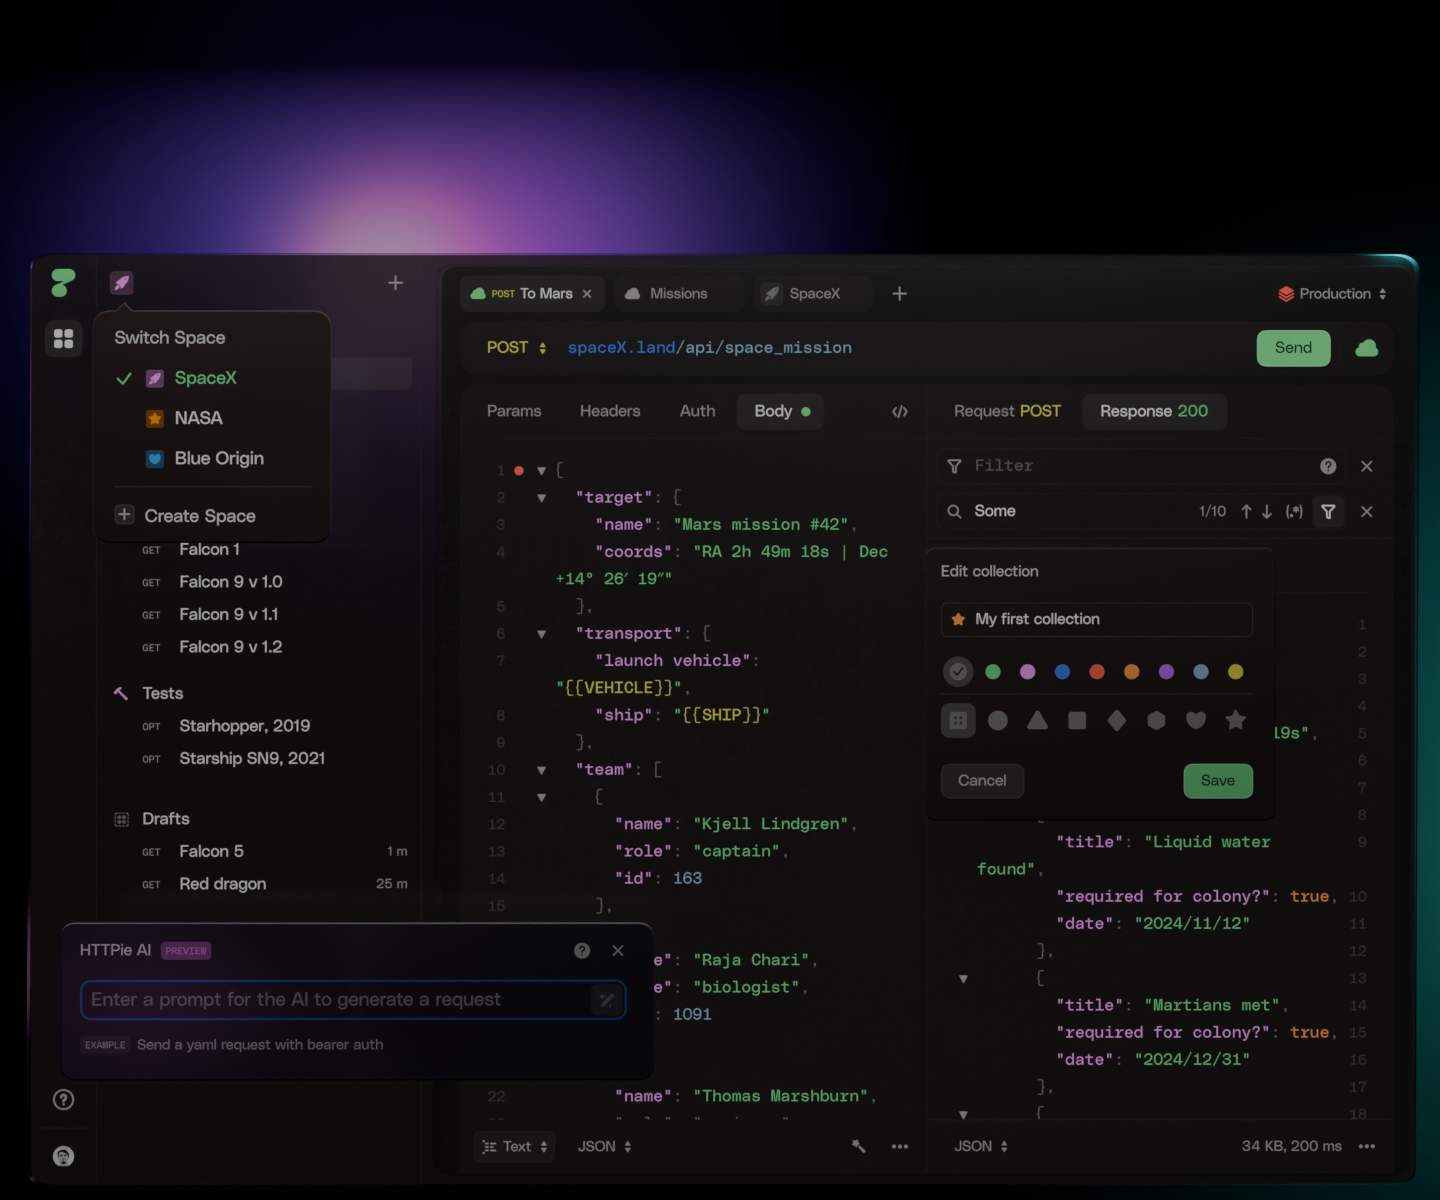 Switch Space
SpaceX
NASA
Blue Origin
Create Space
GET Falcon 1
GET Falcon 9 v 1.0
GET Falcon 9 v 1.1
GET Falcon 9 v 1.2
Tests
OPT Starhopper, 2019
OPT Starship SN9, 2021
Drafts
GET Falcon 5 1 m
GET Red dragon 25 m
HTTPie AI PREVIEW
Enter a prompt for the AI to generate a request
EXAMPLE Send a yaml request with bearer auth
POST To Mars
Missions
SpaceX
Production
POST spaceX.land/api/space_mission
Send
Params Headers Auth Body
1 {
2 "target": {
3 "name": "Mars mission #42",
4 "coords": "RA 2h 49m 18s | Dec
+14° 26′ 19″"
5 },
6 "transport": {
7 "launch vehicle":
"{{VEHICLE}}",
8 "ship": "{{SHIP}}"
9 },
10 "team": [
11 {
12 "name": "Kjell Lindgren",
13 "role": "captain",
14 "id": 163
15 },
e": "Raja Chari",
e": "biologist",
: 1091
22 "name": "Thomas Marshburn",
Text JSON
Request POST Response 200
Filter
Some 1/10 (.*)
Edit collection
My first collection
Cancel Save
1
2
3
4
19s", 5
6
7
8
"title": "Liquid water 9
found",
"required for colony?": true, 10
"date": "2024/11/12" 11
}, 12
{ 13
"title": "Martians met", 14
"required for colony?": true, 15
"date": "2024/12/31" 16
}, 17
{ 18
JSON 34 KB, 200 ms